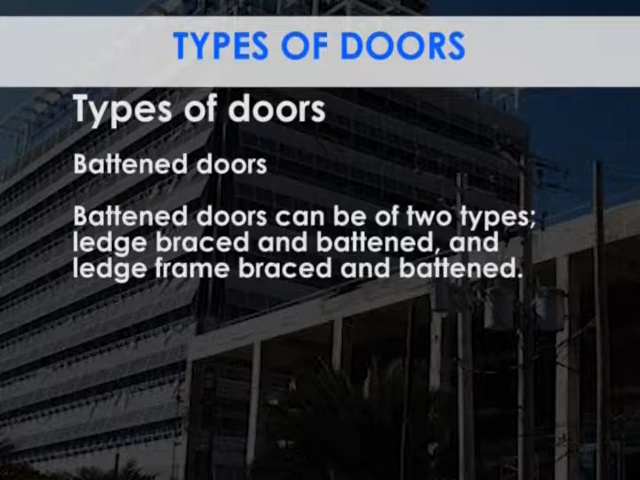 TYPES OF DOORS
Types of doors
Battened doors
Battened doors can be of two types;
ledge braced and battened, and
ledge frame braced and battened.